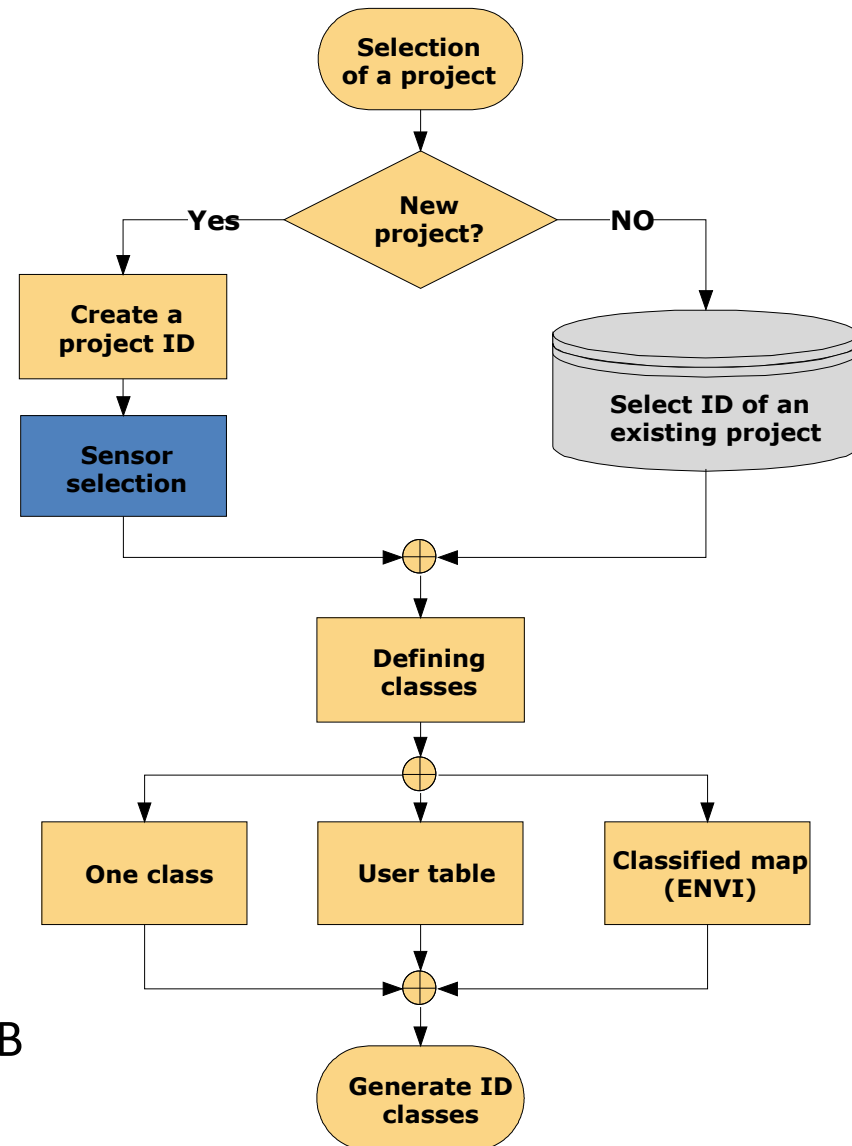 Selection
of a project
New
project?
Yes
NO
Create a
project ID
Select ID of an
existing project
Sensor
selection
Defining
classes
One class
User table
Classified map
(ENVI)
B
Generate ID
classes